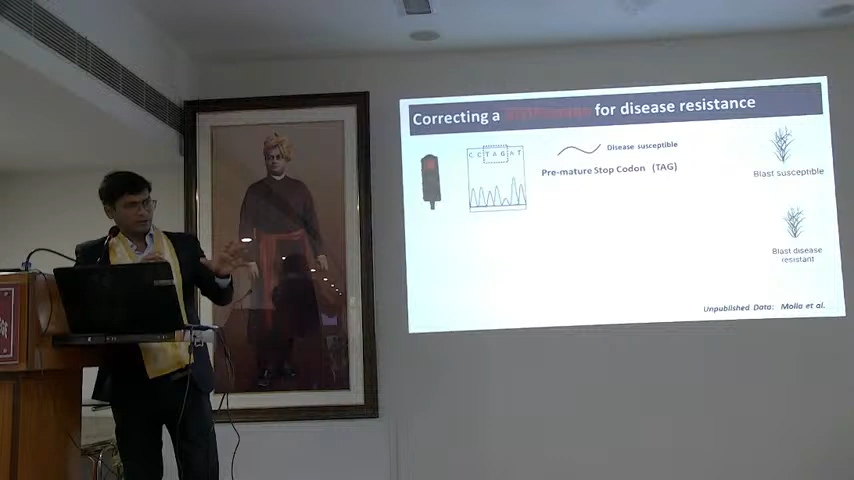 Correcting a for disease resistance
C C T A G A T
Disease susceptible
Pre-mature Stop Codon (TAG)
Blast susceptible
Blast disease
resistant
Unpublished Data: Molla et al.